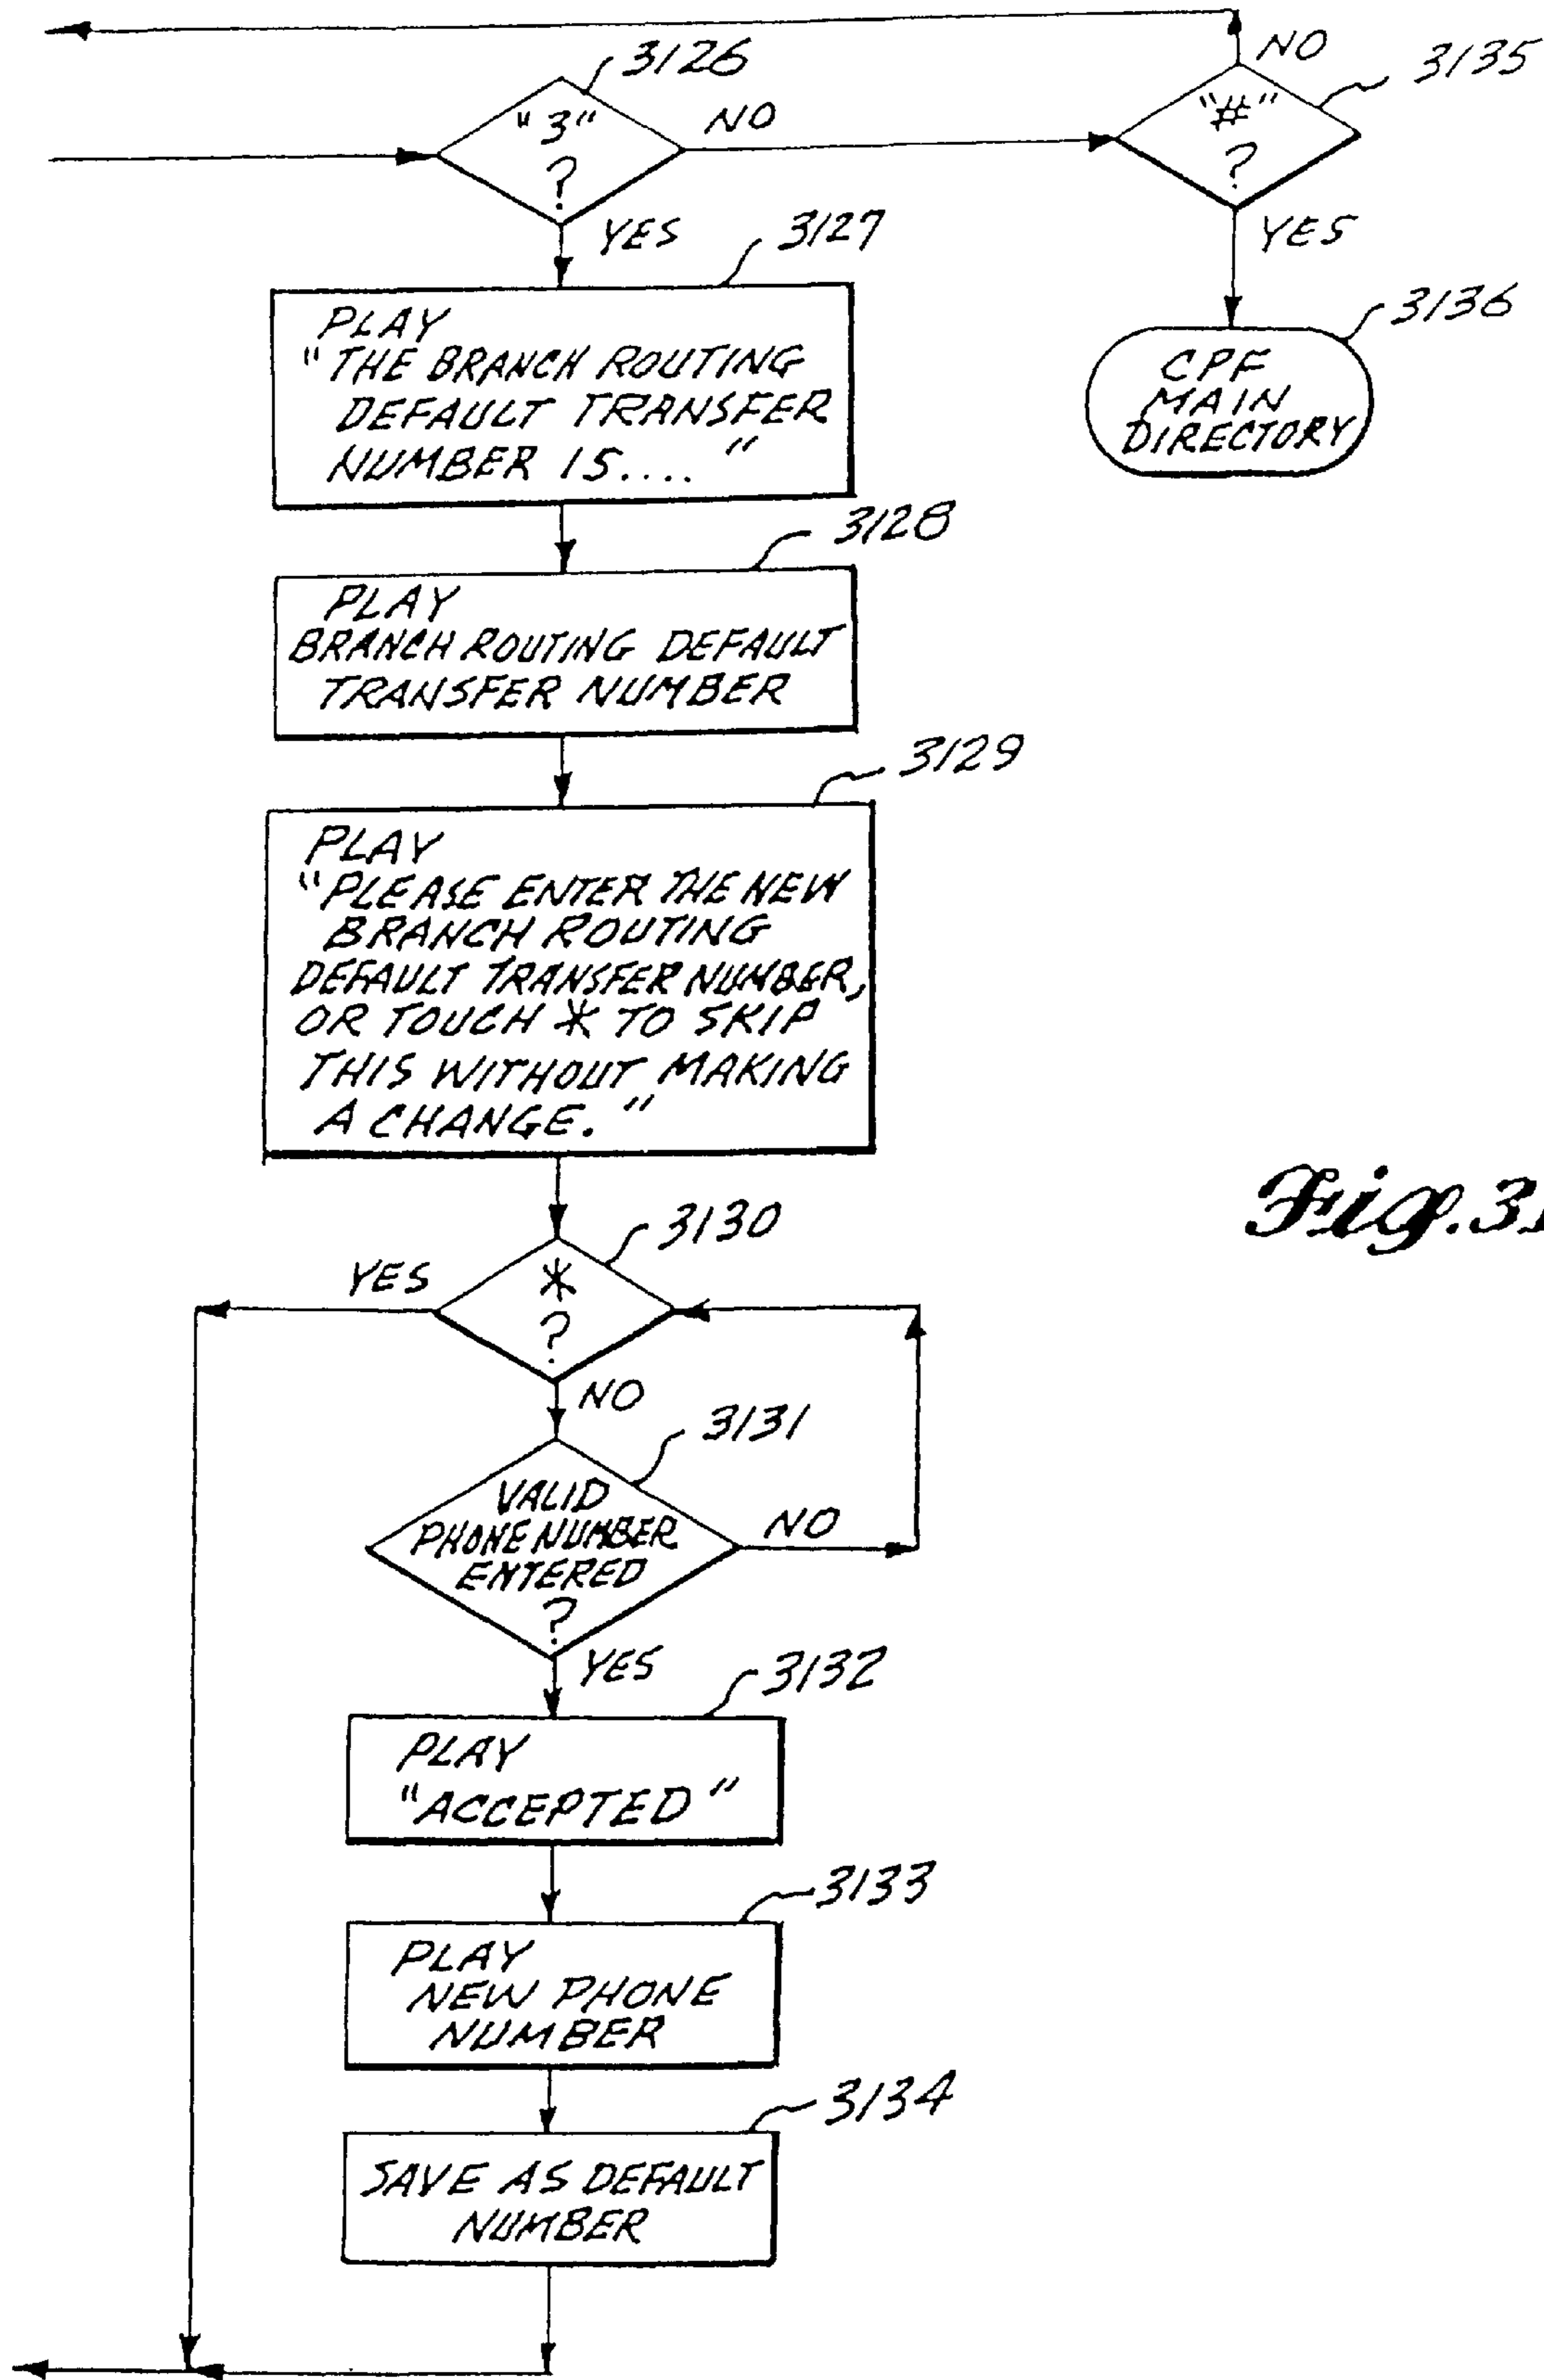 NO
3126
3135
"3"
?
NO
"#"
?
YES
3127
YES
3136
PLAY
"THE BRANCH ROUTING
DEFAULT TRANSFER
NUMBER IS...."
CPF
MAIN
DIRECTORY
3128
PLAY
BRANCH ROUTING DEFAULT
TRANSFER NUMBER
3129
PLAY
"PLEASE ENTER THE NEW
BRANCH ROUTING
DEFAULT TRANSFER NUMBER,
OR TOUCH * TO SKIP
THIS WITHOUT MAKING
A CHANGE."
3130
YES
*
?
NO
3131
VALID
PHONE NUMBER
ENTERED
?
NO
YES
3132
PLAY
"ACCEPTED"
3133
PLAY
NEW PHONE
NUMBER
3134
SAVE AS DEFAULT
NUMBER